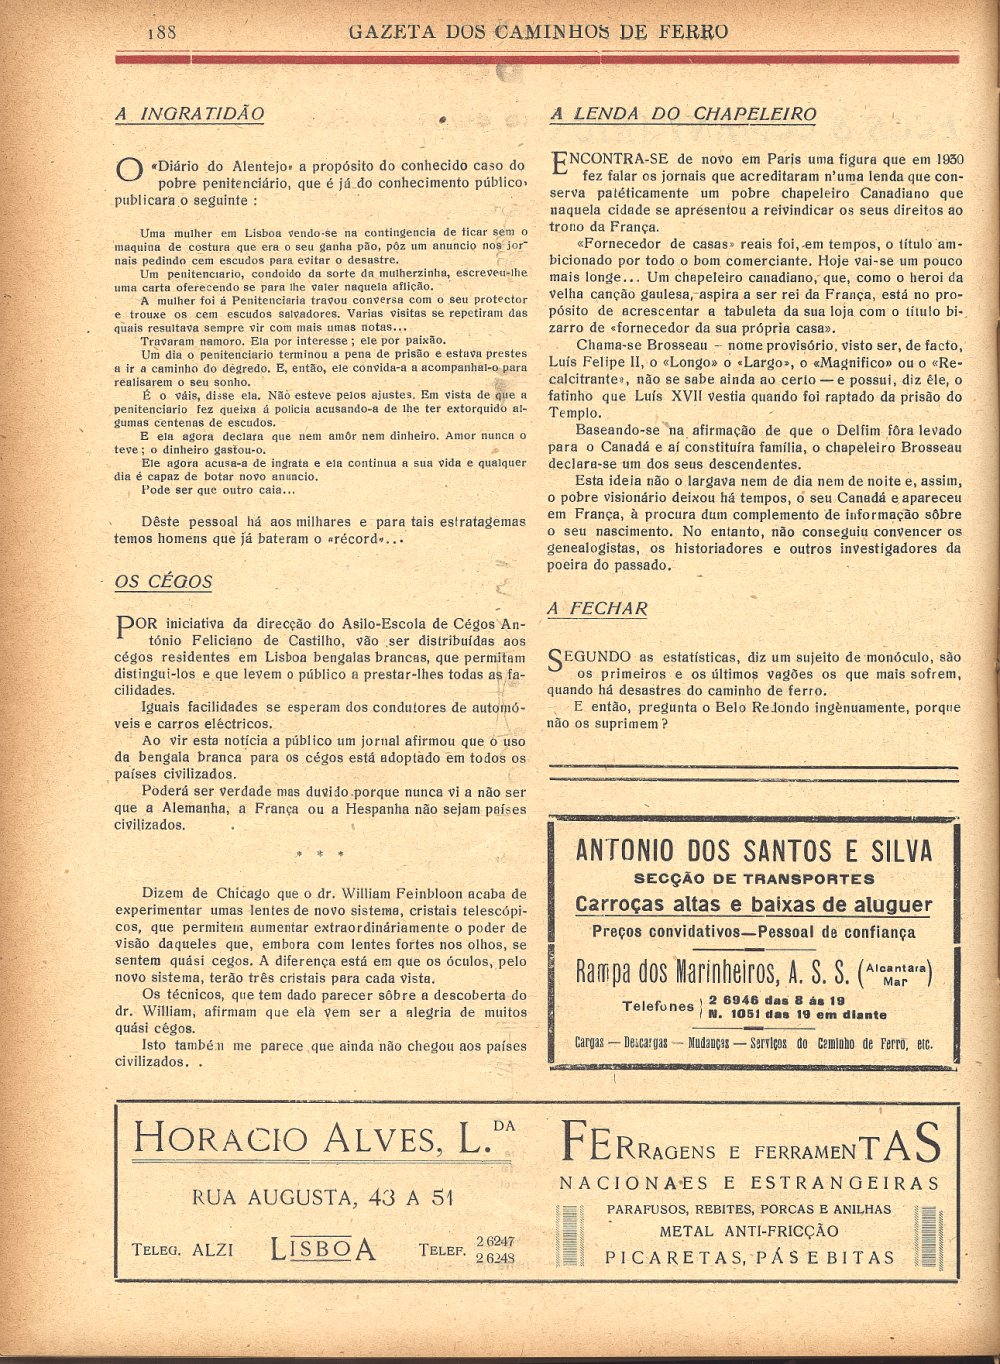 188
GAZETA DOS CAMINHOS DE FERRO
A INGRATIDÃO
O «Diário do Alentejo» a propósito do conhecido caso do
pobre penitenciário, que é já do conhecimento público,
publicara o seguinte :
Uma mulher em Lisboa vendo-se na contingencia de ficar sem o
maquina de costura que era o seu ganha pão, pôz um anuncio nos jor-
nais pedindo cem escudos para evitar o desastre.
Um penitenciario, condoido da sorte da mulherzinha, escreveu-lhe
uma carta oferecendo se para lhe valer naquela aflição.
A mulher foi á Penitenciaria travou conversa com o seu protector
e trouxe os cem escudos salvadores. Varias visitas se repetiram das
quais resultava sempre vir com mais umas notas...
Travaram namoro. Ela por interesse ; ele por paixão.
Um dia o penitenciario terminou a pena de prisão e estava prestes
a ir a caminho do degredo. E, então, ele convida-a a acompanhal-o para
realisarem o seu sonho.
É o váis, disse ela. Não esteve pelos ajustes. Em vista de que a
penitenciario fez queixa á policia acusando-a de lhe ter extorquido al-
gumas centenas de escudos.
E ela agora declara que nem amôr nem dinheiro. Amor nunca o
teve ; o dinheiro gastou-o.
Ele agora acusa-a de ingrata e ela continua a sua vida e qualquer
dia é capaz de botar novo anuncio.
Pode ser que outro caia...
Dêste pessoal há aos milhares e para tais estratagemas
temos homens que já bateram o «récord»...
OS CÉGOS
POR iniciativa da direcção do Asilo-Escola de Cégos An-
tónio Feliciano de Castilho, vão ser distribuídas aos
cégos residentes em Lisboa bengalas brancas, que permitam
distingui-los e que levem o público a prestar-lhes todas as fa-
cilidades.
Iguais facilidades se esperam dos condutores de automó-
veis e carros eléctricos.
Ao vir esta notícia a público um jornal afirmou que o uso
da bengala branca para os cégos está adoptado em todos os
países civilizados.
Poderá ser verdade mas duvido porque nunca vi a não ser
que a Alemanha, a França ou a Hespanha não sejam países
civilizados.
* * *
Dizem de Chicago que o dr. William Feinbloon acaba de
experimentar umas lentes de novo sistema, cristais telescópi-
cos, que permitem aumentar extraordináriamente o poder de
visão daqueles que, embora com lentes fortes nos olhos, se
sentem quási cegos. A diferença está em que os óculos, pelo
novo sistema, terão três cristais para cada vista.
Os técnicos, que tem dado parecer sôbre a descoberta do
dr. William, afirmam que ela vem ser a alegria de muitos
quási cégos.
Isto também me parece que ainda não chegou aos países
civilizados. .
A LENDA DO CHAPELEIRO
ENCONTRA-SE de novo em Paris uma figura que em 1930
fez falar os jornais que acreditaram n'uma lenda que con-
serva patéticamente um pobre chapeleiro Canadiano que
naquela cidade se apresentou a reivindicar os seus direitos ao
trono da França.
«Fornecedor de casas» reais foi, em tempos, o título am-
bicionado por todo o bom comerciante. Hoje vai-se um pouco
mais longe... Um chapeleiro canadiano, que, como o heroi da
velha canção gaulesa, aspira a ser rei da França, está no pro-
pósito de acrescentar a tabuleta da sua loja com o título bi-
zarro de «fornecedor da sua própria casa».
Chama-se Brosseau – nome provisório, visto ser, de facto,
Luís Felipe II, o «Longo» o «Largo», o «Magnifico» ou o «Re-
calcitrante», não se sabe ainda ao certo — e possui, diz êle, o
fatinho que Luís XVII vestia quando foi raptado da prisão do
Templo.
Baseando-se na afirmação de que o Delfim fôra levado
para o Canadá e aí constituíra família, o chapeleiro Brosseau
declara-se um dos seus descendentes.
Esta ideia não o largava nem de dia nem de noite e, assim,
o pobre visionário deixou há tempos, o seu Canadá e apareceu
em França, à procura dum complemento de informação sôbre
o seu nascimento. No entanto, não conseguiu convencer os
genealogistas, os historiadores e outros investigadores da
poeira do passado.
A FECHAR
SEGUNDO as estatísticas, diz um sujeito de monóculo, são
os primeiros e os últimos vagões os que mais sofrem,
quando há desastres do caminho de ferro.
E então, pregunta o Belo Redondo ingènuamente, porque
não os suprimem ?
ANTONIO DOS SANTOS E SILVA
SECÇÃO DE TRANSPORTES
Carroças altas e baixas de aluguer
Preços convidativos—Pessoal de confiança
Rampa dos Marinheiros, A. S. S. (Alcantara Mar)
Telefones } 2 6946 das 8 ás 19
N. 1051 das 19 em diante
Cargas — Descargas — Mudanças — Serviços do Caminho de Ferro, etc.
HORACIO ALVES, L.DA
RUA AUGUSTA, 43 A 51
TELEG. ALZI LISBOA TELEF. 2 6247
2 6248
FERRAGENS E FERRAMENTAS
NACIONAES E ESTRANGEIRAS
PARAFUSOS, REBITES, PORCAS E ANILHAS
METAL ANTI-FRICÇÃO
PICARETAS, PÁS E BITAS